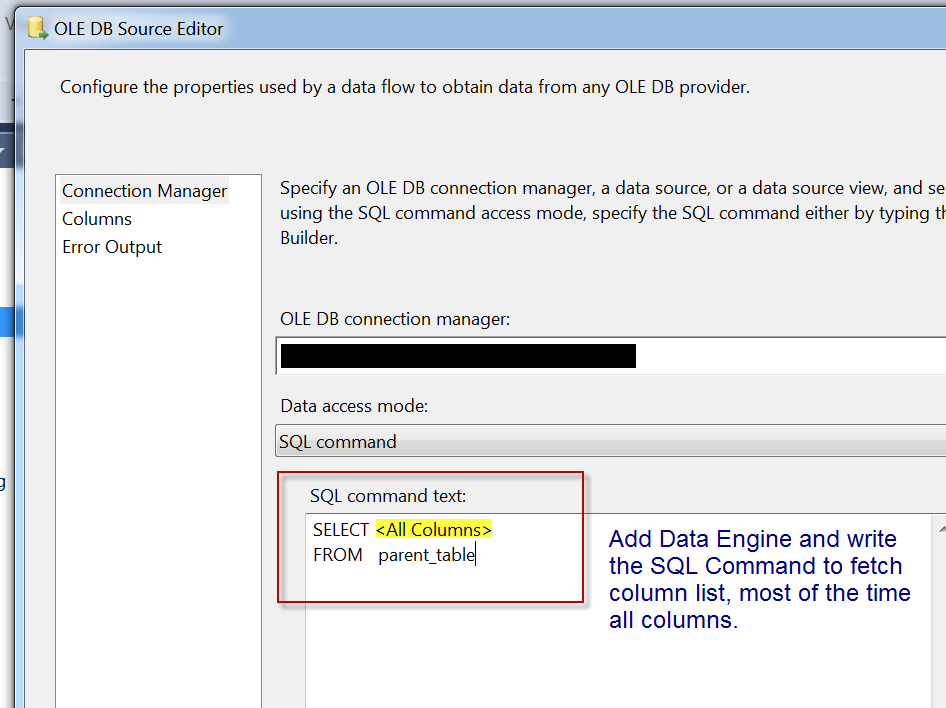 OLE DB Source Editor
Configure the properties used by a data flow to obtain data from any OLE DB provider.
Connection Manager
Columns
Error Output
Specify an OLE DB connection manager, a data source, or a data source view, and se
using the SQL command access mode, specify the SQL command either by typing th
Builder.
OLE DB connection manager:
Data access mode:
SQL command
SQL command text:
SELECT <All Columns>
FROM parent_table
Add Data Engine and write
the SQL Command to fetch
column list, most of the time
all columns.